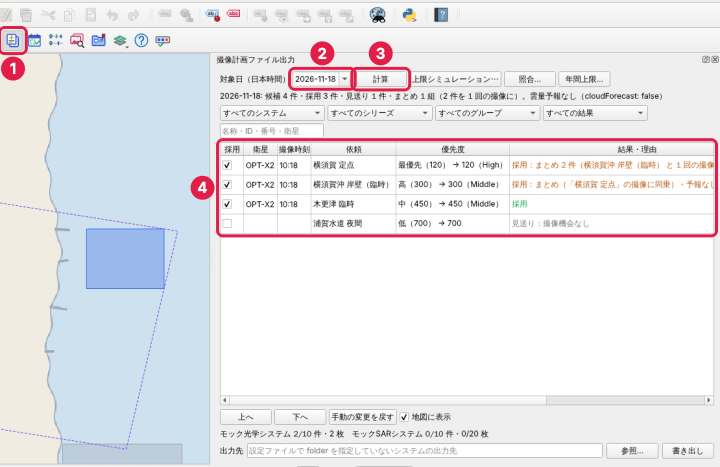 abc
abc
?
?
1
2
3
4
撮像計画ファイル出力
対象日（日本時間） 2026-11-18 計算 上限シミュレーション… 照合... 年間上限...
2026-11-18: 候補 4 件・採用 3 件・見送り 1 件・まとめ 1 組（2 件を 1 回の撮像に）。雲量予報なし（cloudForecast: false）
すべてのシステム すべてのシリーズ すべてのグループ すべての結果
名称・ID・番号・衛星
採用 衛星 撮像時刻 依頼 優先度 結果・理由
OPT-X2 10:18 横須賀 定点 最優先（120）→ 120（High） 採用：まとめ 2 件（横須賀沖 岸壁（臨時） と 1 回の撮像
OPT-X2 10:18 横須賀沖 岸壁（臨時） 高（300）→ 300（Middle） 採用：まとめ（「横須賀 定点」の撮像に同乗）・予報なし
OPT-X2 10:18 木更津 臨時 中（450）→ 450（Middle） 採用
浦賀水道 夜間 低（700）→ 700 見送り：撮像機会なし
上へ 下へ 手動の変更を戻す 地図に表示
モック光学システム 2/10 件・2 枚 モックSARシステム 0/10 件・0/20 枚
出力先 設定ファイルで folder を指定していないシステムの出力先 参照... 書き出し